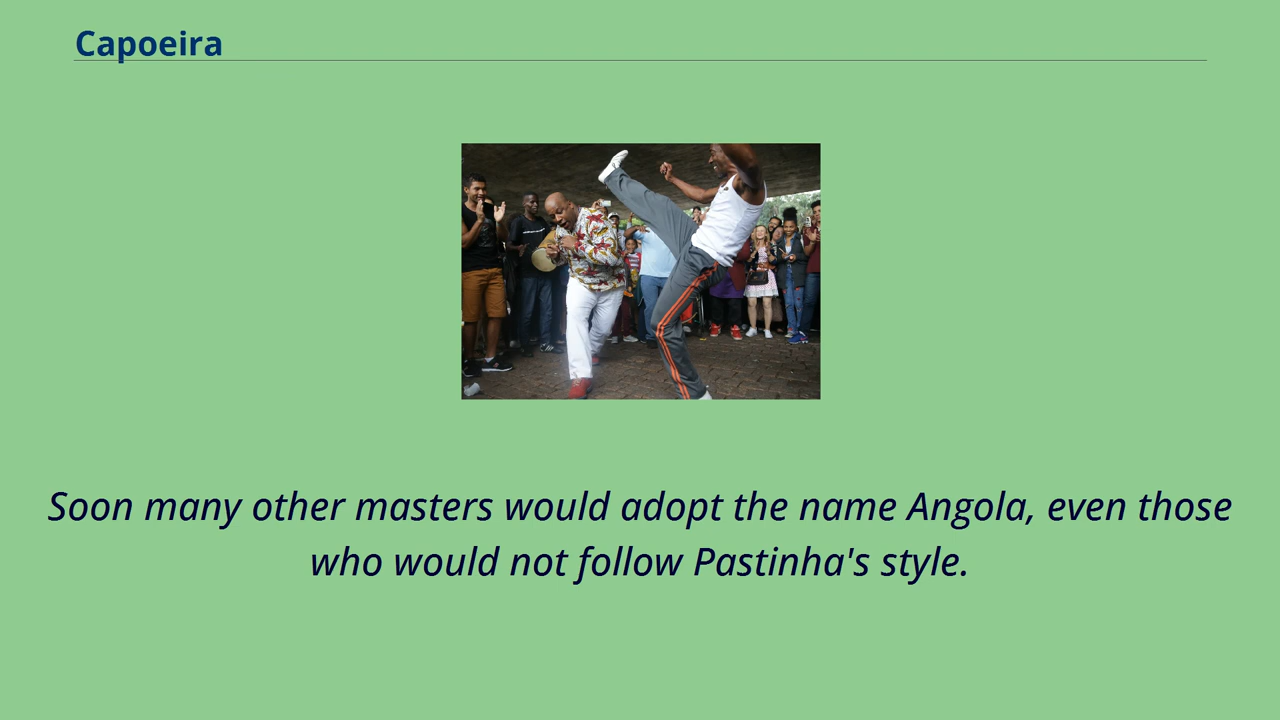 Capoeira
Soon many other masters would adopt the name Angola, even those
who would not follow Pastinha's style.